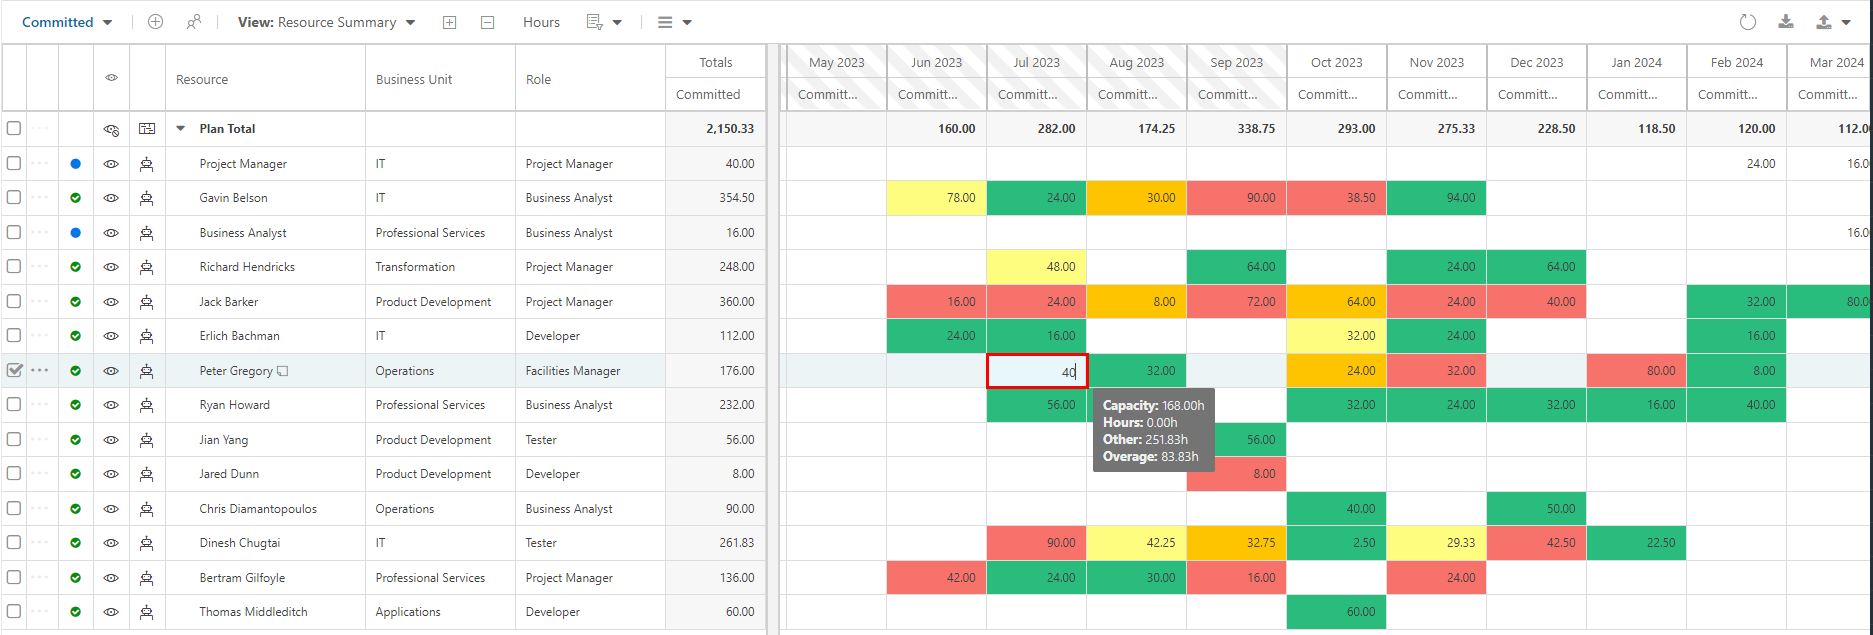 Committed View: Resource Summary Hours
Totals May 2023 Jun 2023 Jul 2023 Aug 2023 Sep 2023 Oct 2023 Nov 2023 Dec 2023 Jan 2024 Feb 2024 Mar 2024
Resource Business Unit Role
Committed Committ... Committ... Committ... Committ... Committ... Committ... Committ... Committ... Committ... Committ... Committ...
Plan Total 2,150.33 160.00 282.00 174.25 338.75 293.00 275.33 228.50 118.50 120.00 112.0
Project Manager IT Project Manager 40.00 24.00 16.0
Gavin Belson IT Business Analyst 354.50 78.00 24.00 30.00 90.00 38.50 94.00
Business Analyst Professional Services Business Analyst 16.00 16.0
Richard Hendricks Transformation Project Manager 248.00 48.00 64.00 24.00 64.00
Jack Barker Product Development Project Manager 360.00 16.00 24.00 8.00 72.00 64.00 24.00 40.00 32.00 80.0
Erlich Bachman IT Developer 112.00 24.00 16.00 32.00 24.00 16.00
Peter Gregory Operations Facilities Manager 176.00 40 32.00 24.00 32.00 80.00 8.00
Ryan Howard Professional Services Business Analyst 232.00 56.00 32.00 24.00 32.00 16.00 40.00
Capacity: 168.00h
Hours: 0.00h
Other: 251.83h
Overage: 83.83h
Jian Yang Product Development Tester 56.00 56.00
Jared Dunn Product Development Developer 8.00 8.00
Chris Diamantopoulos Operations Business Analyst 90.00 40.00 50.00
Dinesh Chugtai IT Tester 261.83 90.00 42.25 32.75 2.50 29.33 42.50 22.50
Bertram Gilfoyle Professional Services Project Manager 136.00 42.00 24.00 30.00 16.00 24.00
Thomas Middleditch Applications Developer 60.00 60.00